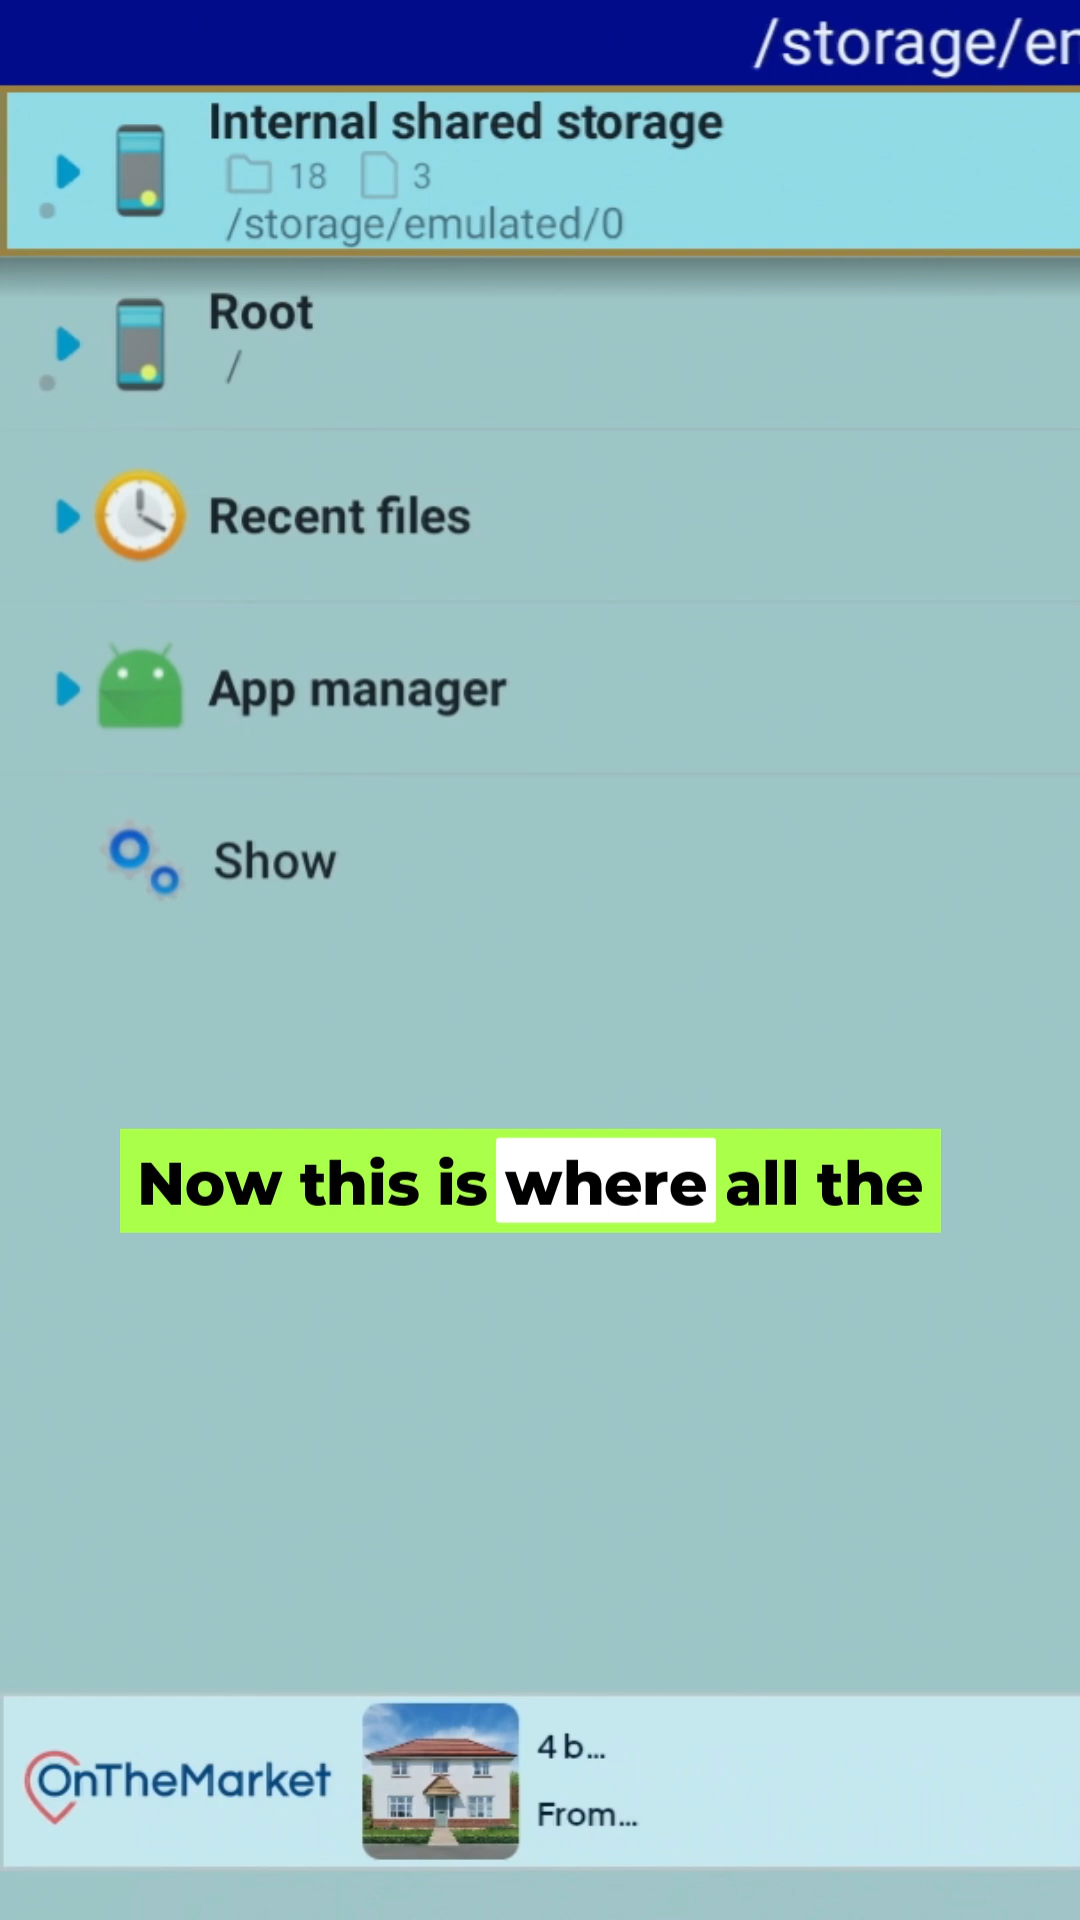 /storage/em
Internal shared storage
18 3
/storage/emulated/0
Root
/
Recent files
App manager
Show
Now this is where all the
OnTheMarket
4 b...
From...